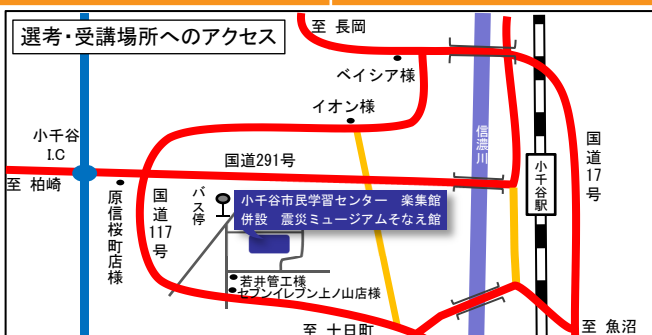 選考・受講場所へのアクセス
至 長岡
ベイシア様
イオン様
小千谷
I.C
国道291号
信濃川
小千谷駅
国道17号
至 柏崎
原信桜町店様
国道117号
バス停
小千谷市民学習センター 楽集館
併設 震災ミュージアムそなえ館
若井管工様
セブンイレブン上ノ山店様
至 十日町
至 魚沼